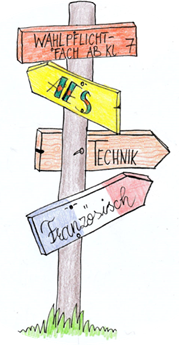 WAHLPFLICHT-
FACH AB KL 7
AES
TECHNIK
Französisch